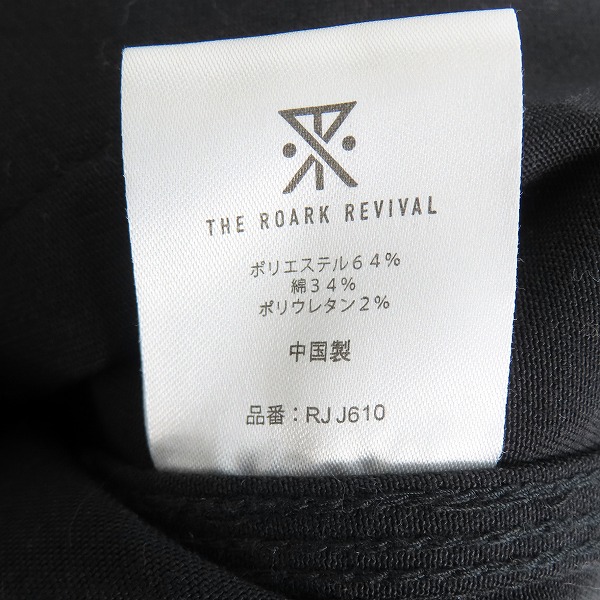 THE ROARK REVIVAL
ポリエステル６４％
綿３４％
ポリウレタン２％
中国製
品番：RJJ610